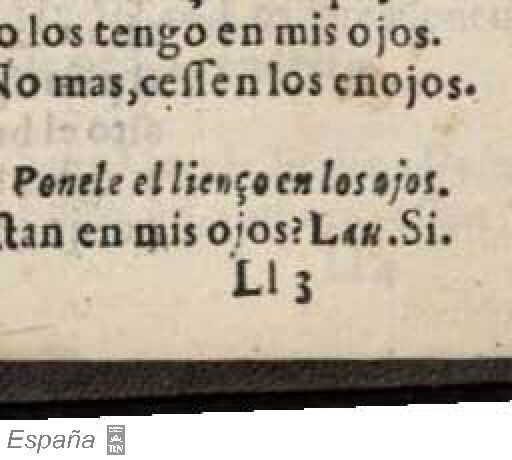 o los tengo en mis ojos.
No mas,cessen los enojos.
Ponele el lienço en los ojos.
stan en mis ojos? Lau. Si.
Ll 3
España